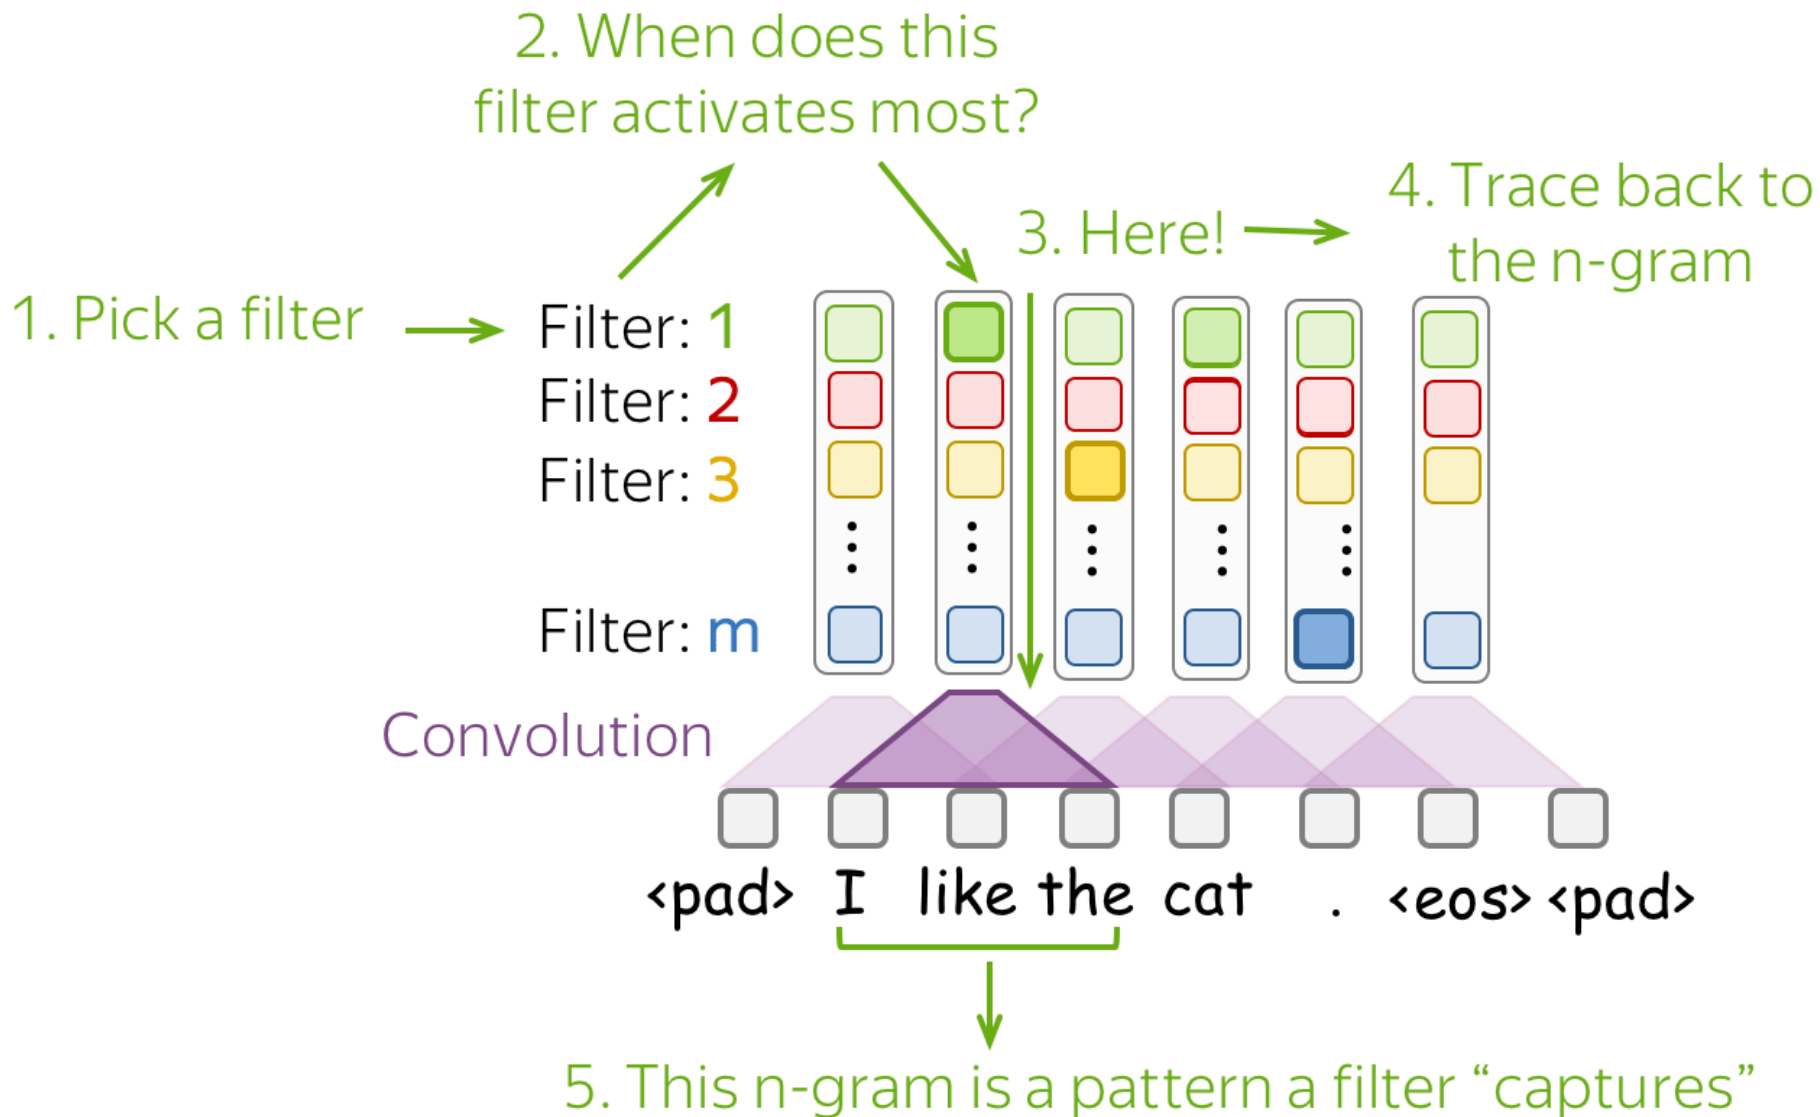 2. When does this
filter activates most?
3. Here!
4. Trace back to
the n-gram
1. Pick a filter
Filter: 1
Filter: 2
Filter: 3
Filter: m
Convolution
<pad> I like the cat . <eos> <pad>
5. This n-gram is a pattern a filter “captures”